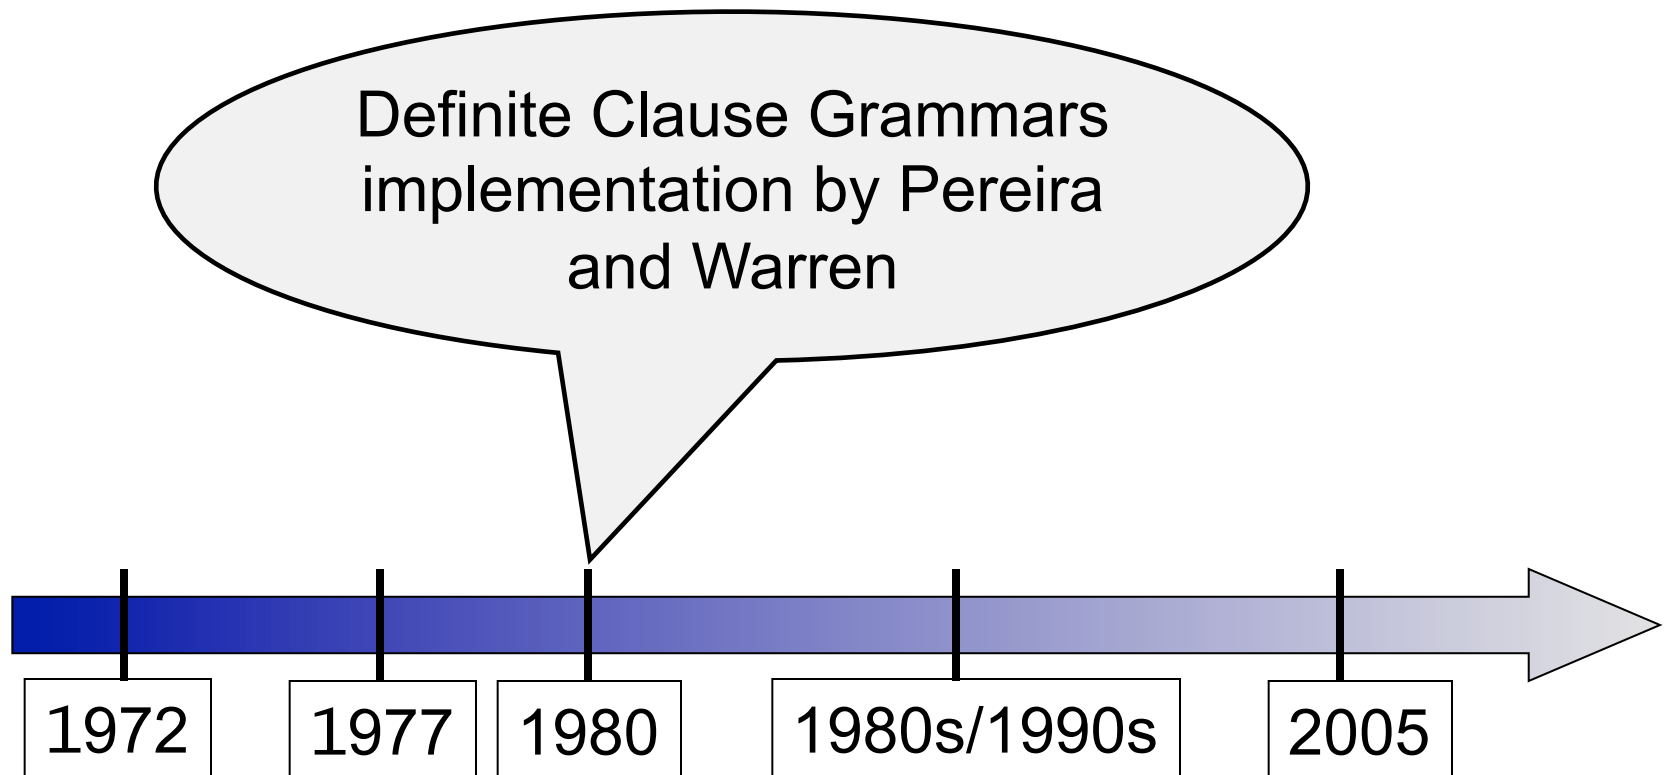 Definite Clause Grammars
implementation by Pereira
and Warren
1972
1977
1980
1980s/1990s
2005